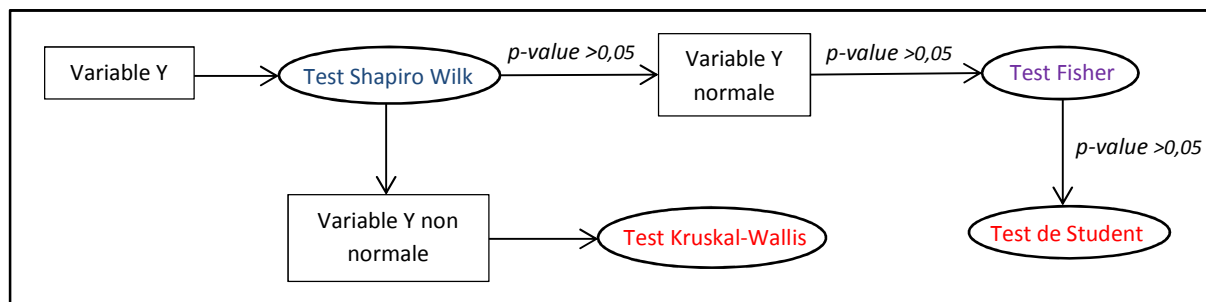 Variable Y
Test Shapiro Wilk
p-value >0,05
Variable Y
normale
p-value >0,05
Test Fisher
p-value >0,05
Variable Y non
normale
Test Kruskal-Wallis
Test de Student